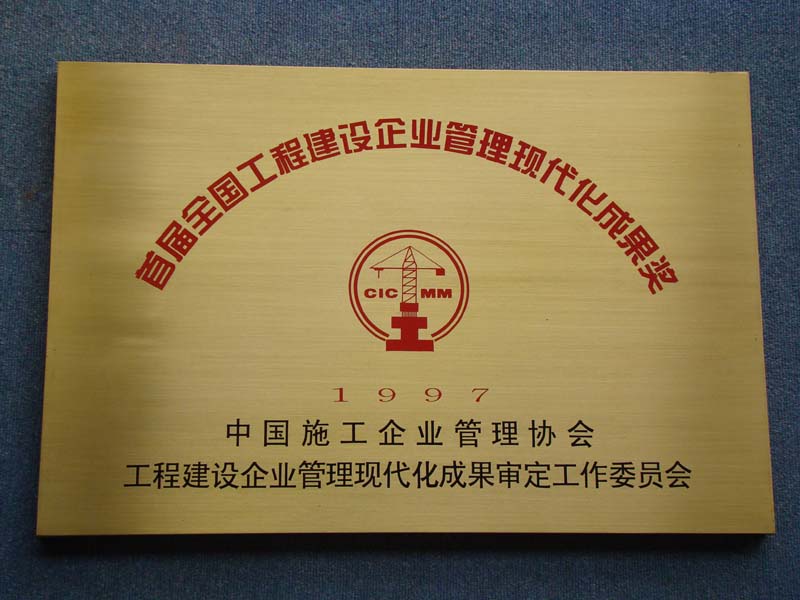 首届全国工程建设企业管理现代化成果奖
CIC MM
1997
中国施工企业管理协会
工程建设企业管理现代化成果审定工作委员会